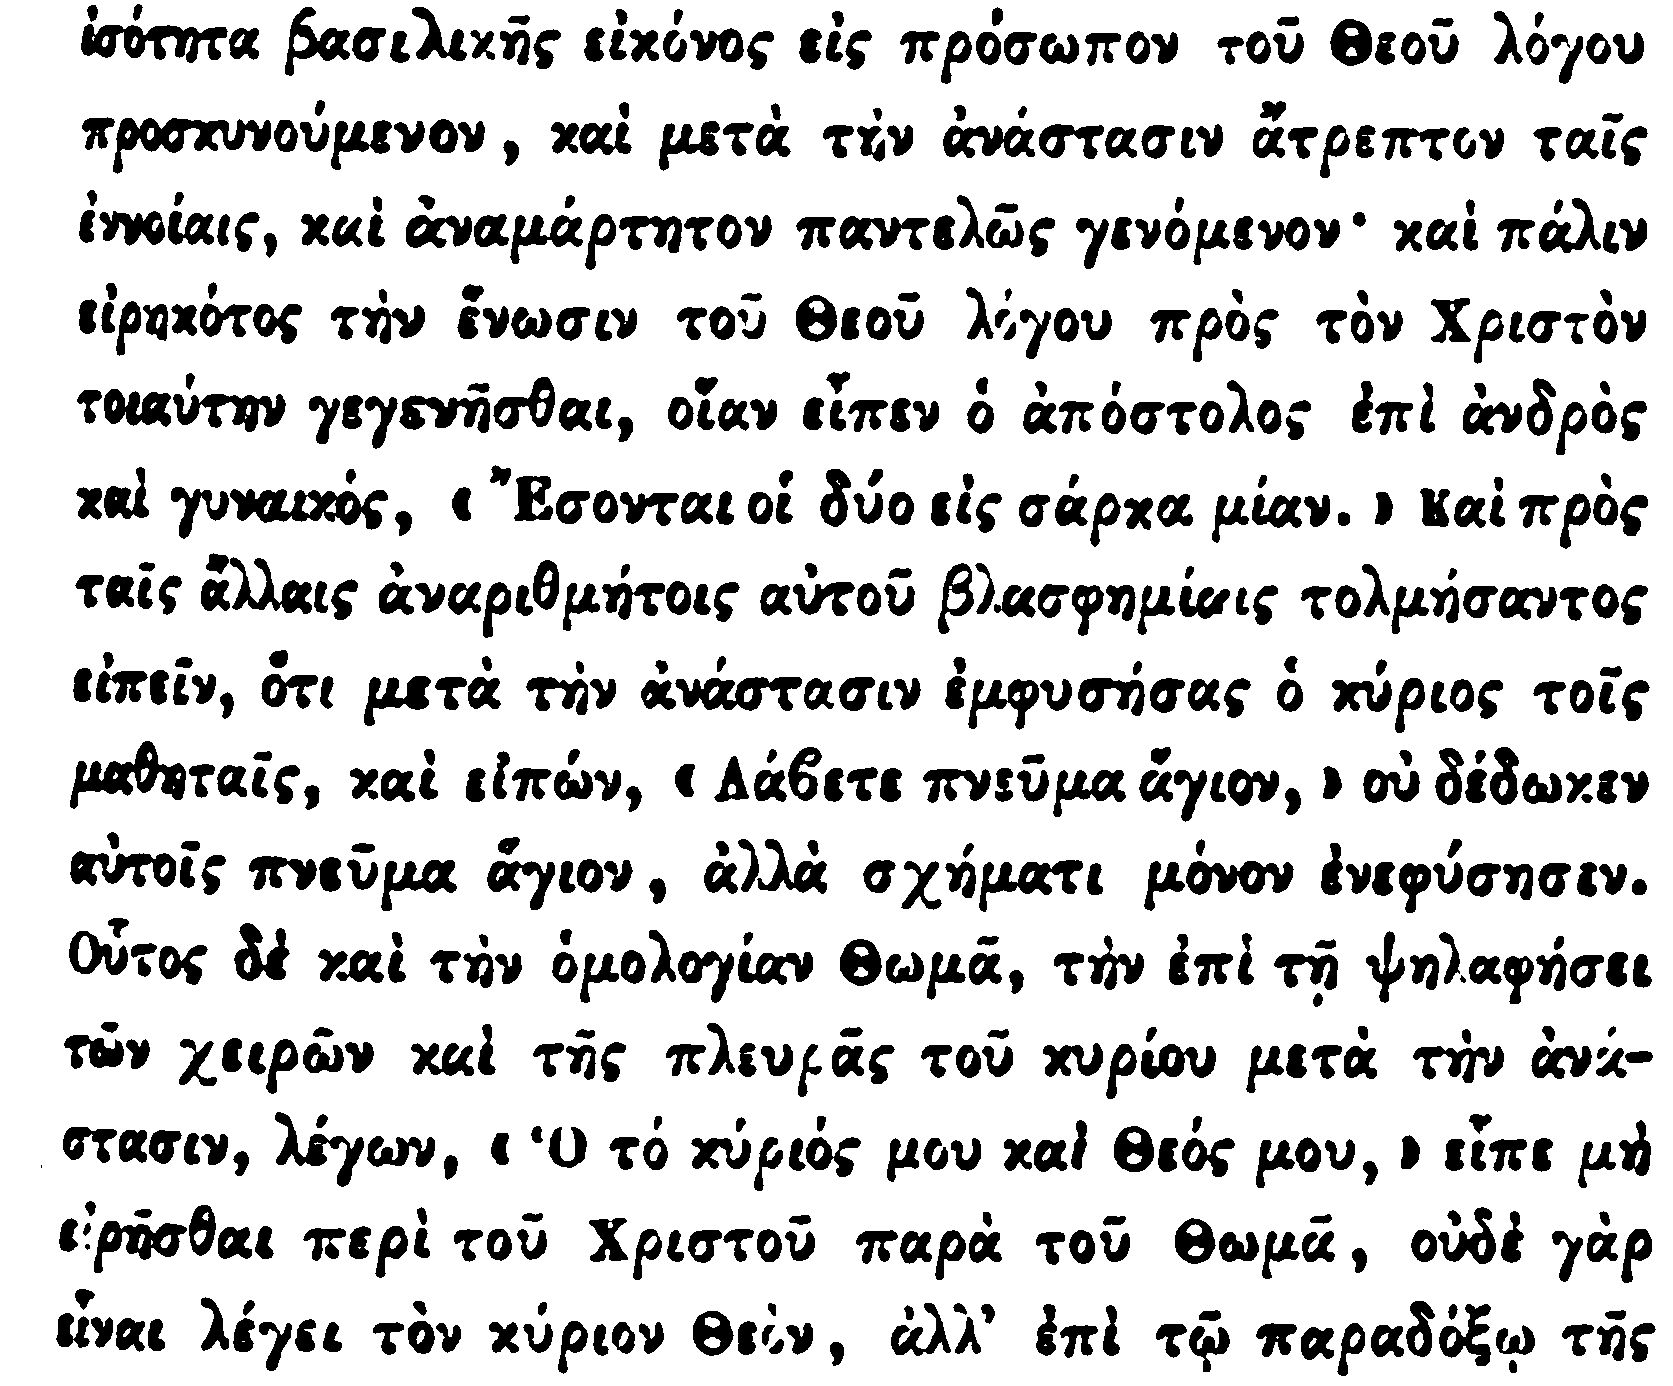 ἰσότητα βασιλικῆς εἰκόνος εἰς πρόσωπον τοῦ Θεοῦ λόγου
προσκυνούμενον, καὶ μετὰ τὴν ἀνάστασιν ἄτρεπτον ταῖς
ἐννοίαις, καὶ ἀναμάρτητον παντελῶς γενόμενον· καὶ πάλιν
εἰρηκότος τὴν ἕνωσιν τοῦ Θεοῦ λόγου πρὸς τὸν Χριστὸν
τοιαύτην γεγενῆσθαι, οἵαν εἶπεν ὁ ἀπόστολος ἐπὶ ἀνδρὸς
καὶ γυναικός, « Ἔσονται οἱ δύο εἰς σάρκα μίαν. » Καὶ πρὸς
ταῖς ἄλλαις ἀναριθμήτοις αὐτοῦ βλασφημίαις τολμήσαντος
εἰπεῖν, ὅτι μετὰ τὴν ἀνάστασιν ἐμφυσήσας ὁ κύριος τοῖς
μαθηταῖς, καὶ εἰπών, « Λάβετε πνεῦμα ἅγιον, » οὐ δέδωκεν
αὐτοῖς πνεῦμα ἅγιον, ἀλλὰ σχήματι μόνον ἐνεφύσησεν.
Οὗτος δὲ καὶ τὴν ὁμολογίαν Θωμᾶ, τὴν ἐπὶ τῇ ψηλαφήσει
τῶν χειρῶν καὶ τῆς πλευρᾶς τοῦ κυρίου μετὰ τὴν ἀνά-
στασιν, λέγων, « Ὁ τό κύριός μου καὶ Θεός μου, » εἶπε μὴ
εἰρῆσθαι περὶ τοῦ Χριστοῦ παρὰ τοῦ Θωμᾶ, οὐδὲ γὰρ
εἶναι λέγει τὸν κύριον Θεὸν, ἀλλ’ ἐπὶ τῷ παραδόξῳ τῆς